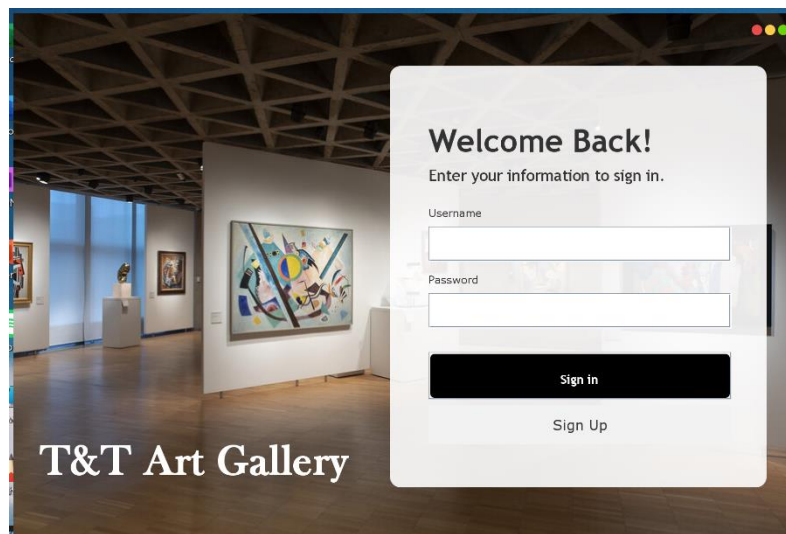 Welcome Back!
Enter your information to sign in.
Username
Password
Sign in
Sign Up
T&T Art Gallery